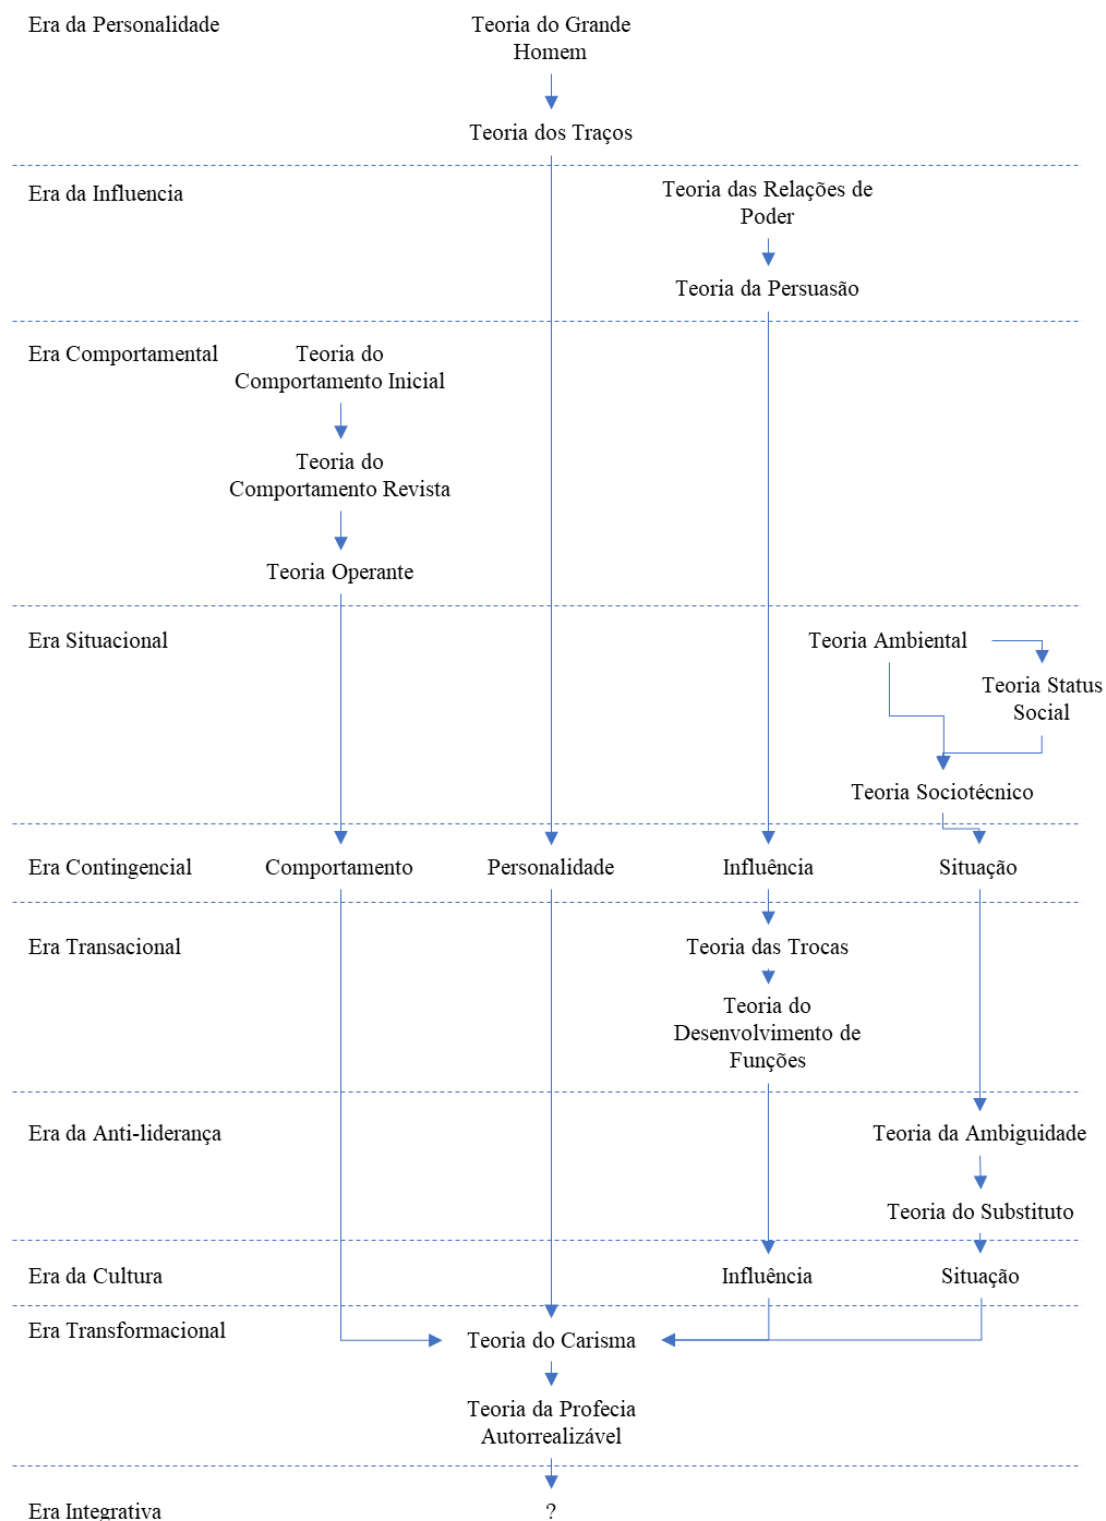 Era da Personalidade
Teoria do Grande
Homem
Teoria dos Traços
Era da Influencia
Teoria das Relações de
Poder
Teoria da Persuasão
Era Comportamental
Teoria do
Comportamento Inicial
Teoria do
Comportamento Revista
Teoria Operante
Era Situacional
Teoria Ambiental
Teoria Status
Social
Teoria Sociotécnico
Era Contingencial
Comportamento
Personalidade
Influência
Situação
Era Transacional
Teoria das Trocas
Teoria do
Desenvolvimento de
Funções
Era da Anti-liderança
Teoria da Ambiguidade
Teoria do Substituto
Era da Cultura
Influência
Situação
Era Transformacional
Teoria do Carisma
Teoria da Profecia
Autorrealizável
Era Integrativa
?